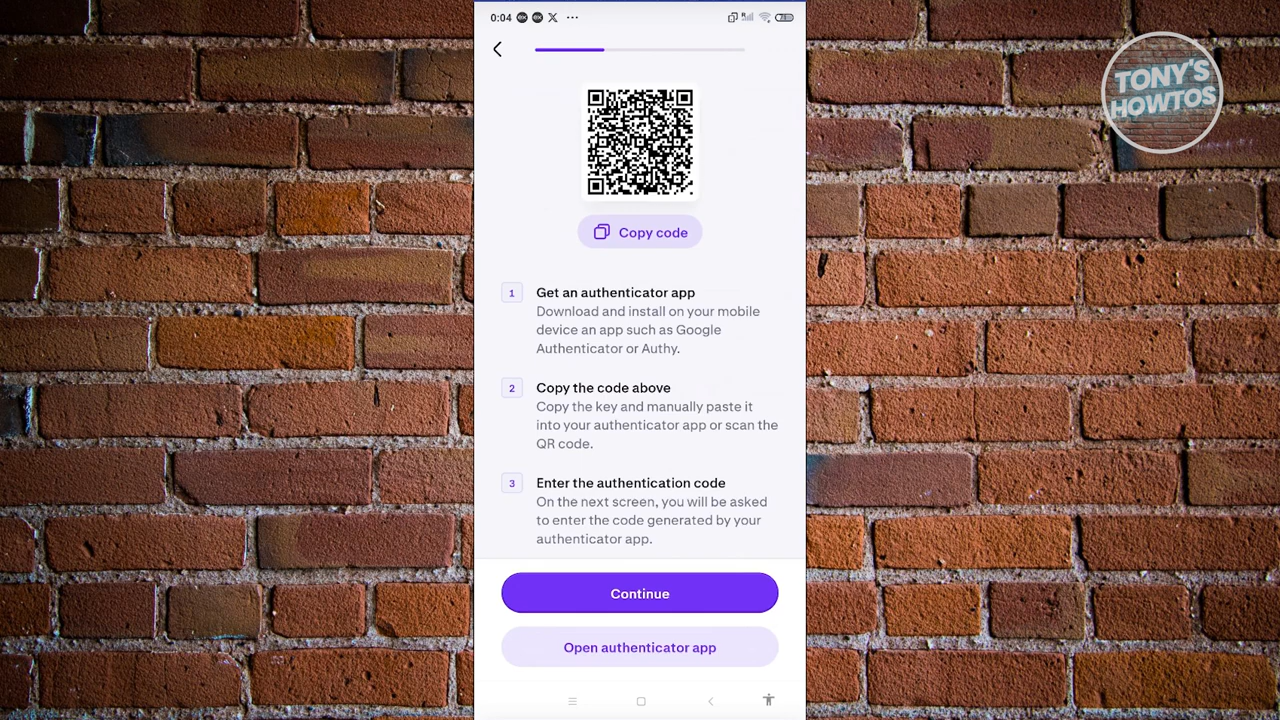 0:04
TONY'S
HOWTOS
Copy code
1 Get an authenticator app
Download and install on your mobile
device an app such as Google
Authenticator or Authy.
2 Copy the code above
Copy the key and manually paste it
into your authenticator app or scan the
QR code.
3 Enter the authentication code
On the next screen, you will be asked
to enter the code generated by your
authenticator app.
Continue
Open authenticator app